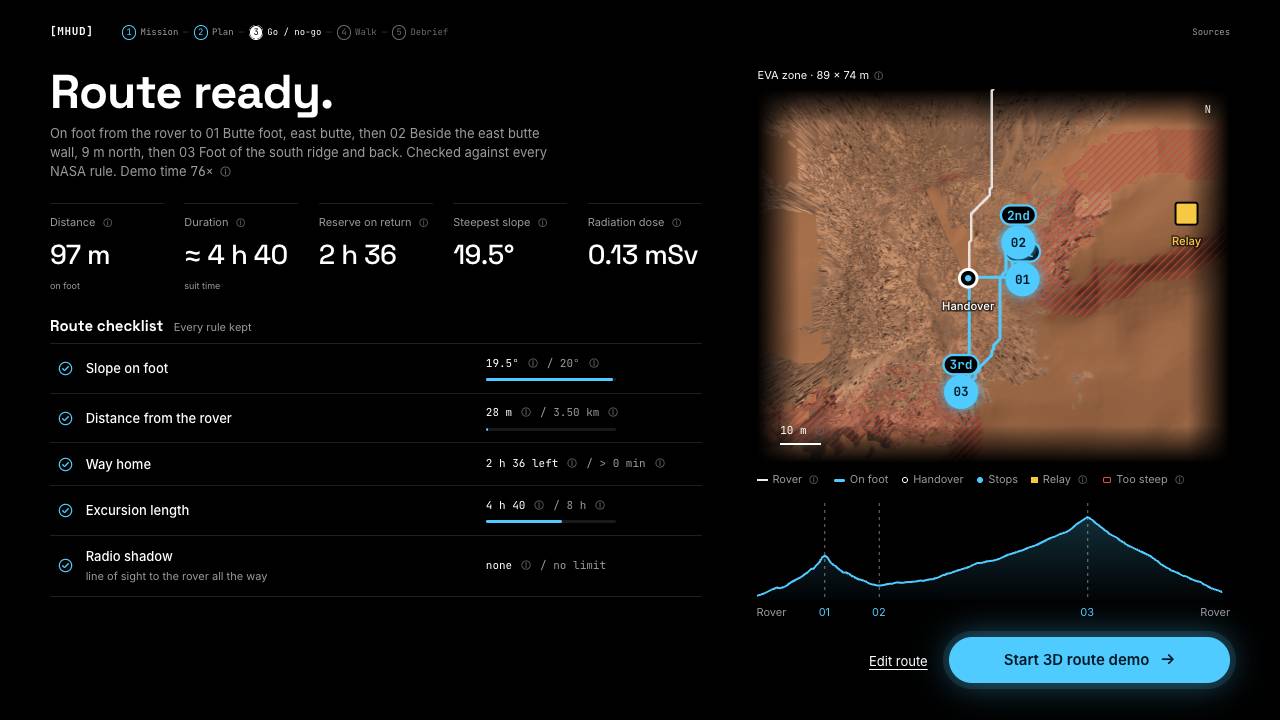 [MHUD]
1 Mission
2 Plan
3 Go / no-go
4 Walk
5 Debrief
Sources
Route ready.
On foot from the rover to 01 Butte foot, east butte, then 02 Beside the east butte
wall, 9 m north, then 03 Foot of the south ridge and back. Checked against every
NASA rule. Demo time 76×
Distance
97 m
on foot
Duration
≈ 4 h 40
suit time
Reserve on return
2 h 36
Steepest slope
19.5°
Radiation dose
0.13 mSv
Route checklist Every rule kept
Slope on foot
19.5° / 20°
Distance from the rover
28 m / 3.50 km
Way home
2 h 36 left / > 0 min
Excursion length
4 h 40 / 8 h
Radio shadow
line of sight to the rover all the way
none / no limit
EVA zone · 89 × 74 m
N
2nd
02
01
Relay
Handover
3rd
03
10 m
Rover
On foot
Handover
Stops
Relay
Too steep
Rover 01 02 03 Rover
Edit route
Start 3D route demo →